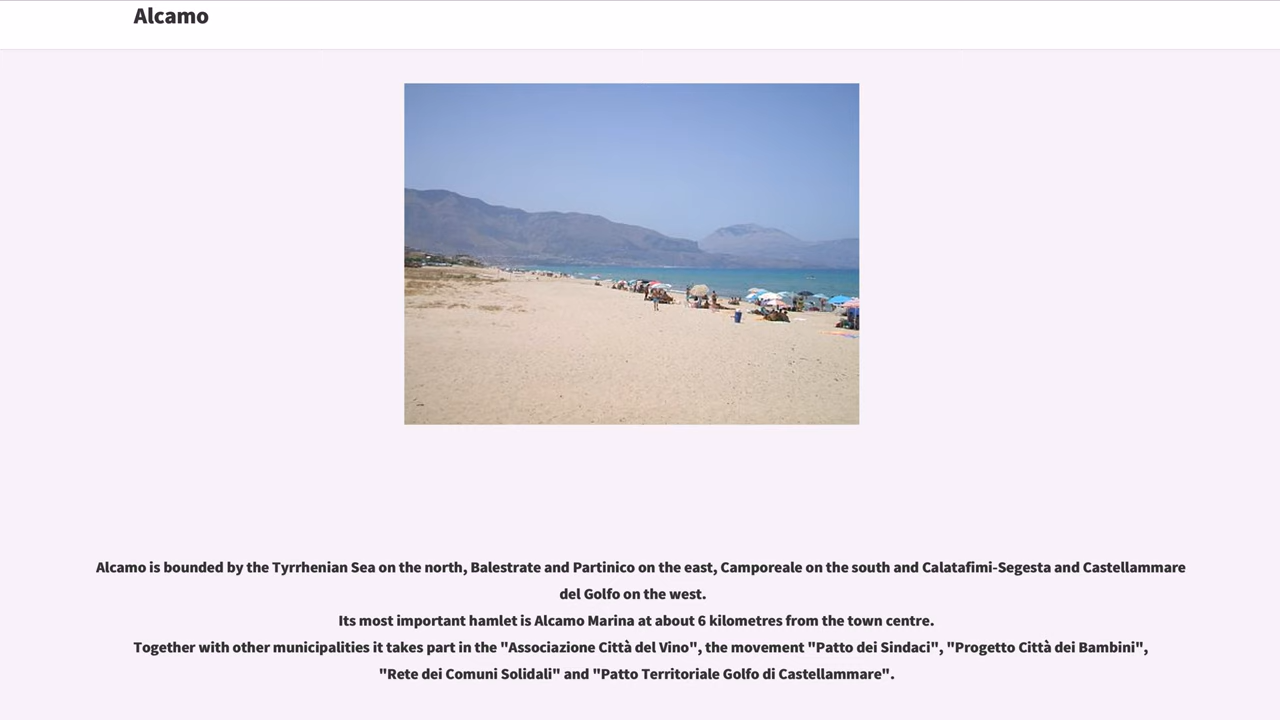 Alcamo
Alcamo is bounded by the Tyrrhenian Sea on the north, Balestrate and Partinico on the east, Camporeale on the south and Calatafimi-Segesta and Castellammare
del Golfo on the west.
Its most important hamlet is Alcamo Marina at about 6 kilometres from the town centre.
Together with other municipalities it takes part in the "Associazione Città del Vino", the movement "Patto dei Sindaci", "Progetto Città dei Bambini",
"Rete dei Comuni Solidali" and "Patto Territoriale Golfo di Castellammare".